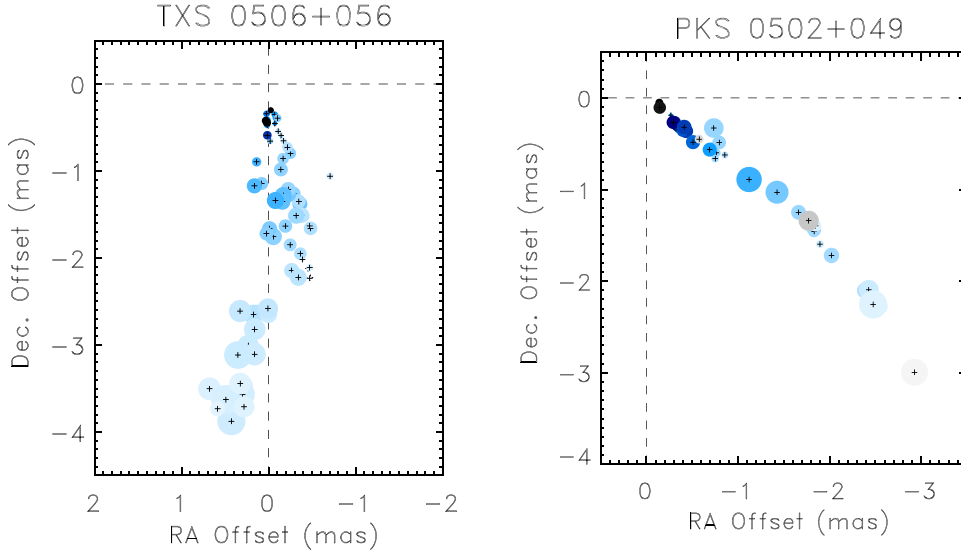 TXS 0506+056
0
−1
−2
−3
−4
Dec. Offset (mas)
2 1 0 −1 −2
RA Offset (mas)
PKS 0502+049
0
−1
−2
−3
−4
Dec. Offset (mas)
0 −1 −2 −3
RA Offset (mas)